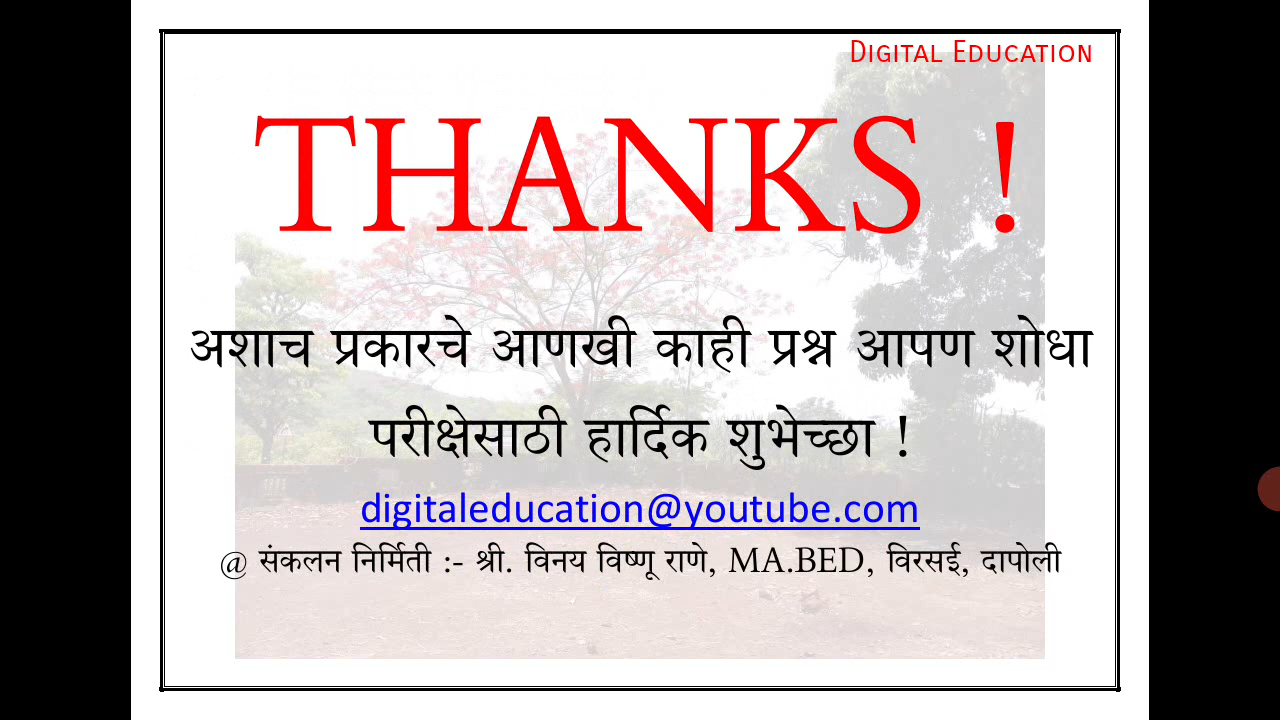 DIGITAL EDUCATION
THANKS !
अशाच प्रकारचे आणखी काही प्रश्न आपण शोधा
परीक्षेसाठी हार्दिक शुभेच्छा !
digitaleducation@youtube.com
@ संकलन निर्मिती :- श्री. विनय विष्णू राणे, MA.BED, विरसई, दापोली